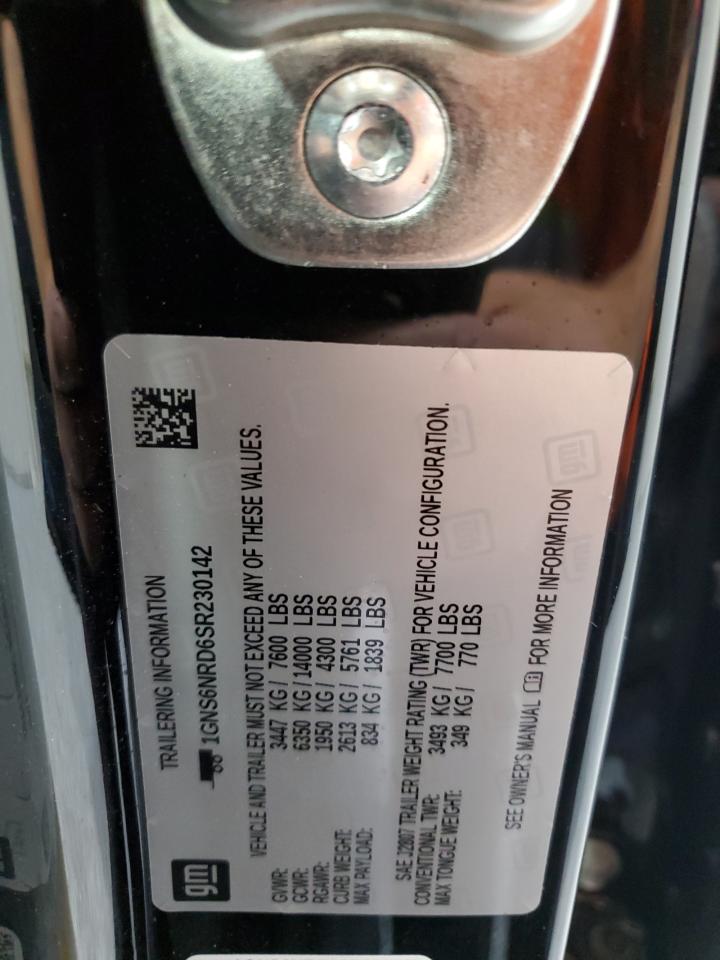 TRAILERING INFORMATION
1GNS6NRD6SR230142
VEHICLE AND TRAILER MUST NOT EXCEED ANY OF THESE VALUES.
GVWR: 3447 KG / 7600 LBS
GCWR: 6350 KG / 14000 LBS
RGAWR: 1950 KG / 4300 LBS
CURB WEIGHT: 2613 KG / 5761 LBS
MAX PAYLOAD: 834 KG / 1839 LBS
SAE J2807 TRAILER WEIGHT RATING (TWR) FOR VEHICLE CONFIGURATION.
CONVENTIONAL TWR: 3493 KG / 7700 LBS
MAX TONGUE WEIGHT: 349 KG / 770 LBS
SEE OWNER'S MANUAL FOR MORE INFORMATION
gm